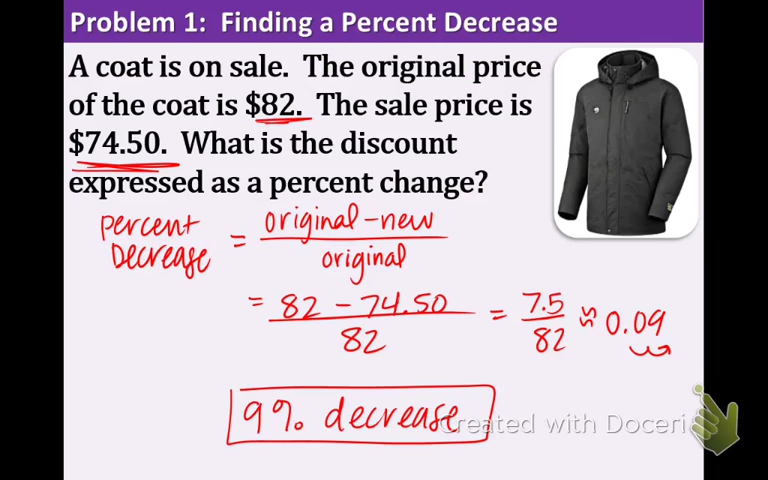 Problem 1: Finding a Percent Decrease
A coat is on sale. The original price
of the coat is $82. The sale price is
$74.50. What is the discount
expressed as a percent change?
percent Decrease = original - new / original
= 82 - 74.50 / 82 = 7.5 / 82 ≈ 0.09
9% decrease
Created with Doceri